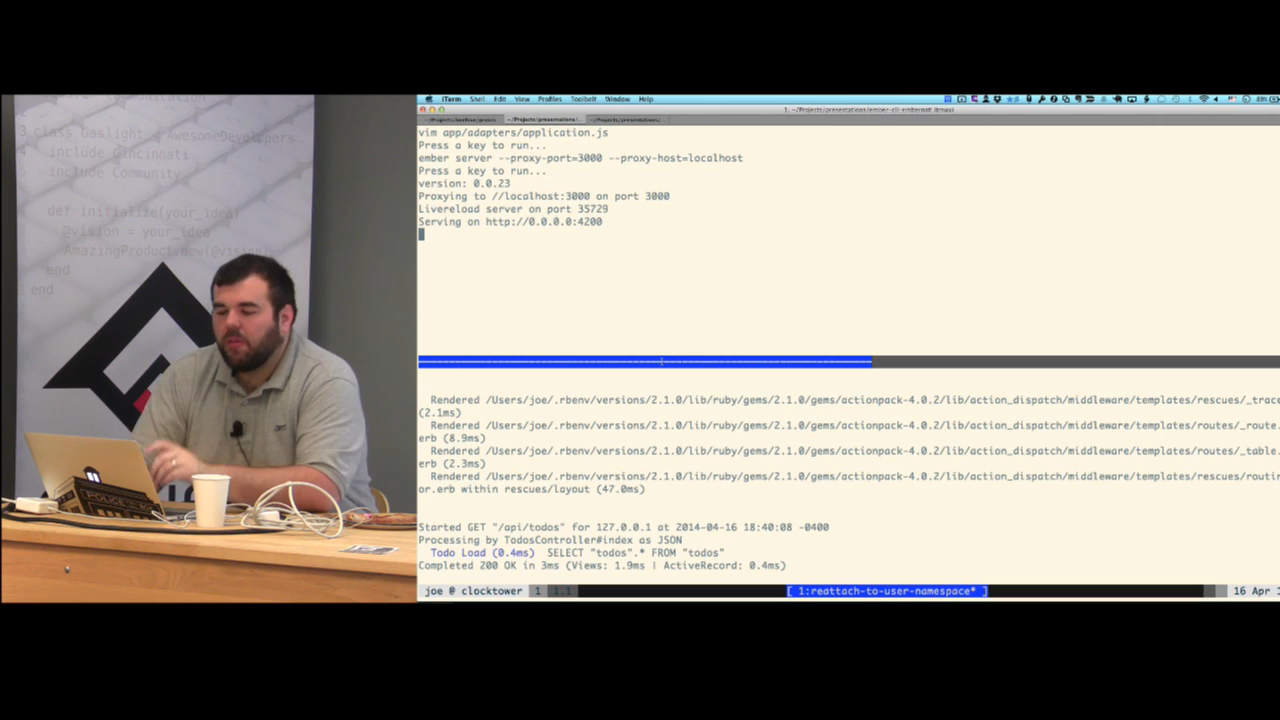 class Gaslight < AwesomeDevelopers
include Cincinnati
include Community
def initialize(your_idea)
@vision = your_idea
AmazingProduct.new(@vision)
end
end
POLICE
iTerm Shell Edit View Profiles Toolbelt Window Help
vim app/adapters/application.js
Press a key to run...
ember server --proxy-port=3000 --proxy-host=localhost
Press a key to run...
version: 0.0.23
Proxying to //localhost:3000 on port 3000
Livereload server on port 35729
Serving on http://0.0.0.0:4200
Rendered /Users/joe/.rbenv/versions/2.1.0/lib/ruby/gems/2.1.0/gems/actionpack-4.0.2/lib/action_dispatch/middleware/templates/rescues/_trace
(2.1ms)
Rendered /Users/joe/.rbenv/versions/2.1.0/lib/ruby/gems/2.1.0/gems/actionpack-4.0.2/lib/action_dispatch/middleware/templates/routes/_route.
erb (8.9ms)
Rendered /Users/joe/.rbenv/versions/2.1.0/lib/ruby/gems/2.1.0/gems/actionpack-4.0.2/lib/action_dispatch/middleware/templates/routes/_table.
erb (2.3ms)
Rendered /Users/joe/.rbenv/versions/2.1.0/lib/ruby/gems/2.1.0/gems/actionpack-4.0.2/lib/action_dispatch/middleware/templates/rescues/routin
or.erb within rescues/layout (47.0ms)
Started GET "/api/todos" for 127.0.0.1 at 2014-04-16 18:40:08 -0400
Processing by TodosController#index as JSON
Todo Load (0.4ms) SELECT "todos".* FROM "todos"
Completed 200 OK in 3ms (Views: 1.9ms | ActiveRecord: 0.4ms)
joe @ clocktower 1 1.1 [ 1:reattach-to-user-namespace* ] 16 Apr